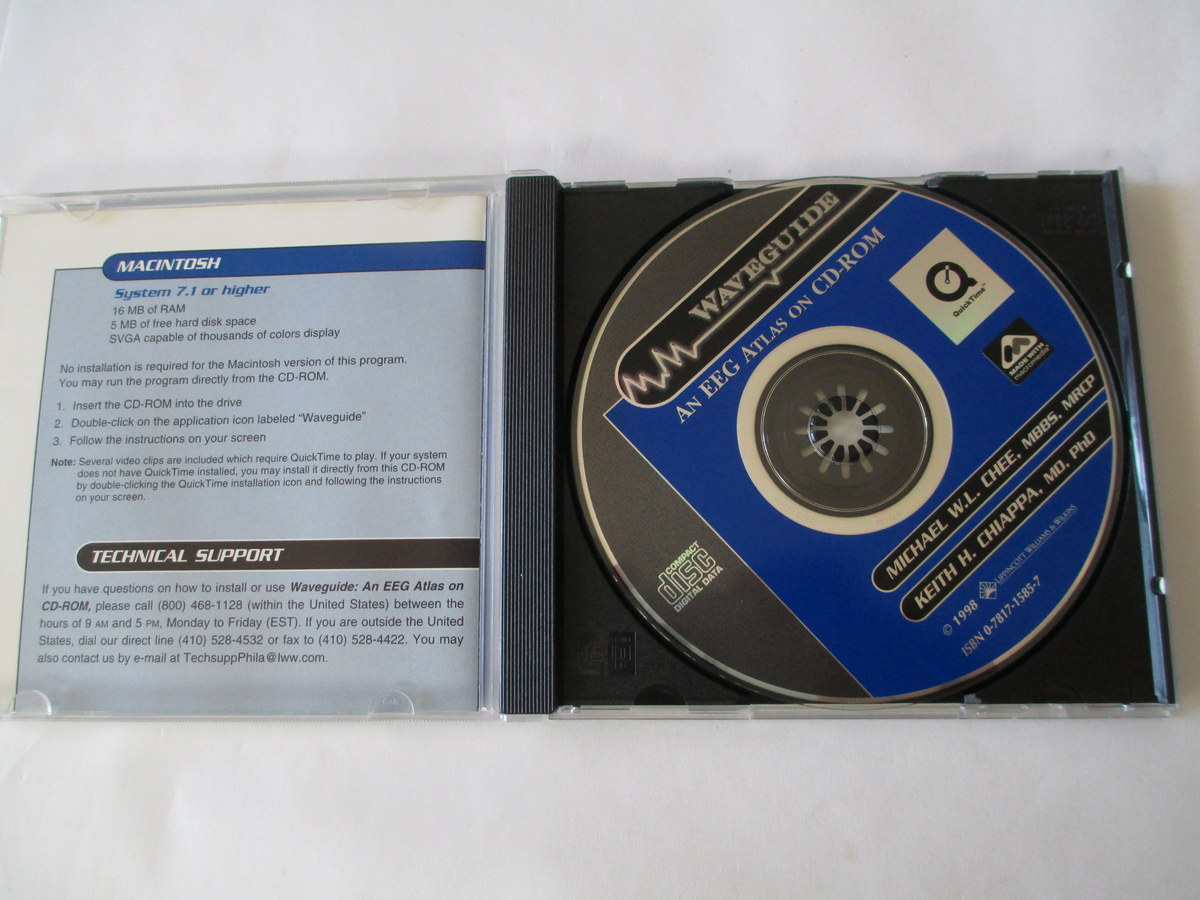 MACINTOSH
System 7.1 or higher
16 MB of RAM
5 MB of free hard disk space
SVGA capable of thousands of colors display
No installation is required for the Macintosh version of this program.
You may run the program directly from the CD-ROM.
1. Insert the CD-ROM into the drive
2. Double-click on the application icon labeled “Waveguide”
3. Follow the instructions on your screen
Note: Several video clips are included which require QuickTime to play. If your system
does not have QuickTime installed, you may install it directly from this CD-ROM
by double-clicking the QuickTime installation icon and following the instructions
on your screen.
TECHNICAL SUPPORT
If you have questions on how to install or use Waveguide: An EEG Atlas on
CD-ROM, please call (800) 468-1128 (within the United States) between the
hours of 9 AM and 5 PM, Monday to Friday (EST). If you are outside the United
States, dial our direct line (410) 528-4532 or fax to (410) 528-4422. You may
also contact us by e-mail at TechsuppPhila@lww.com.
WAVEGUIDE
AN EEG ATLAS ON CD-ROM
QuickTime™
MADE WITH
macromedia
MICHAEL W.L. CHEE, MBBS, MRCP
KEITH H. CHIAPPA, MD, PhD
© 1998 LIPPINCOTT WILLIAMS & WILKINS
ISBN 0-7817-1585-7
COMPACT
disc
DIGITAL DATA